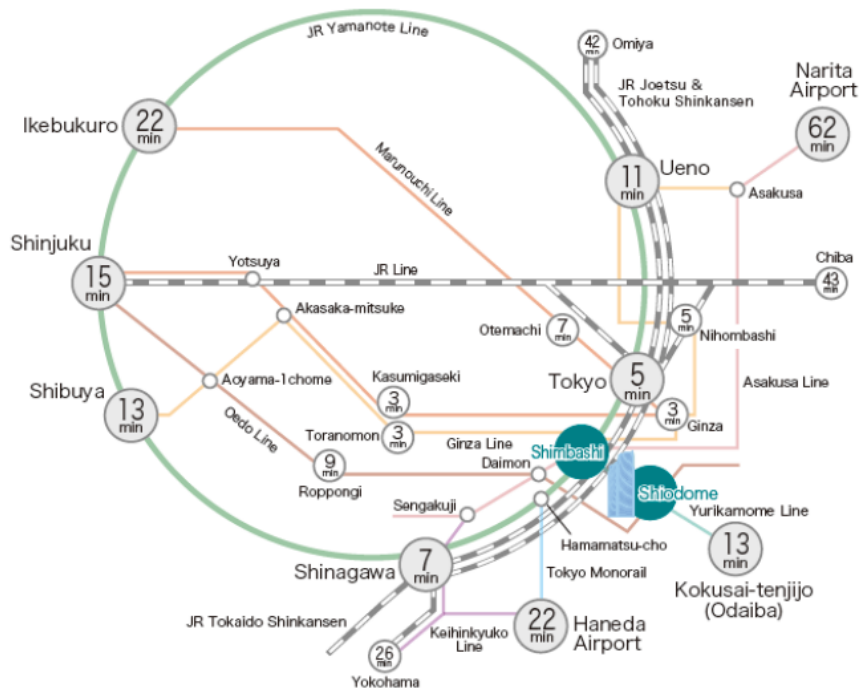 JR Yamanote Line
42
min
Omiya
JR Joetsu &
Tohoku Shinkansen
Narita
Airport
62
min
Ikebukuro
22
min
Marunouchi Line
11
min
Ueno
Asakusa
Shinjuku
15
min
Yotsuya
JR Line
Chiba
43
min
Akasaka-mitsuke
Otemachi
7
min
5
min
Nihombashi
Shibuya
13
min
Aoyama-1chome
Kasumigaseki
3
min
Tokyo
5
min
Asakusa Line
Oedo Line
Toranomon
3
min
Ginza Line
3
min
Ginza
Shimbashi
9
min
Roppongi
Daimon
Shiodome
Sengakuji
Yurikamome Line
Hamamatsu-cho
13
min
Kokusai-tenjijo
(Odaiba)
Shinagawa
7
min
Tokyo Monorail
JR Tokaido Shinkansen
Keihinkyuko
Line
22
min
Haneda
Airport
26
min
Yokohama